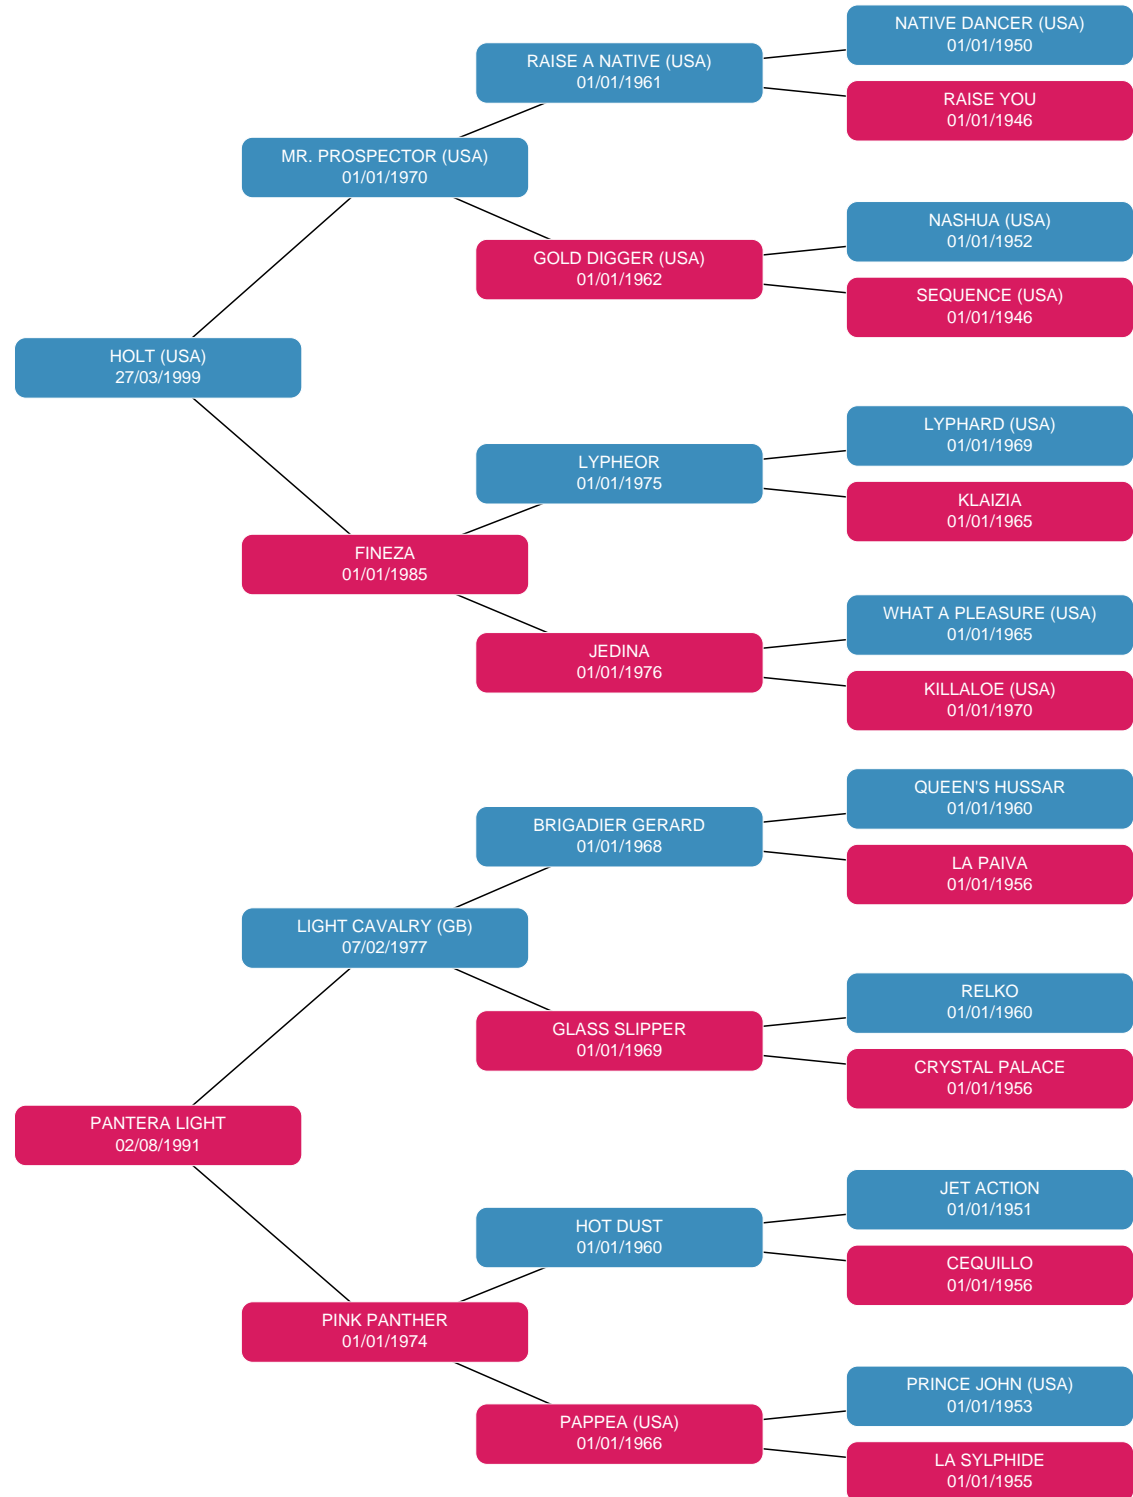 NATIVE DANCER (USA)
01/01/1950
RAISE A NATIVE (USA)
01/01/1961
RAISE YOU
01/01/1946
MR. PROSPECTOR (USA)
01/01/1970
NASHUA (USA)
01/01/1952
GOLD DIGGER (USA)
01/01/1962
SEQUENCE (USA)
01/01/1946
HOLT (USA)
27/03/1999
LYPHARD (USA)
01/01/1969
LYPHEOR
01/01/1975
KLAIZIA
01/01/1965
FINEZA
01/01/1985
WHAT A PLEASURE (USA)
01/01/1965
JEDINA
01/01/1976
KILLALOE (USA)
01/01/1970
QUEEN'S HUSSAR
01/01/1960
BRIGADIER GERARD
01/01/1968
LA PAIVA
01/01/1956
LIGHT CAVALRY (GB)
07/02/1977
RELKO
01/01/1960
GLASS SLIPPER
01/01/1969
CRYSTAL PALACE
01/01/1956
PANTERA LIGHT
02/08/1991
JET ACTION
01/01/1951
HOT DUST
01/01/1960
CEQUILLO
01/01/1956
PINK PANTHER
01/01/1974
PRINCE JOHN (USA)
01/01/1953
PAPPEA (USA)
01/01/1966
LA SYLPHIDE
01/01/1955